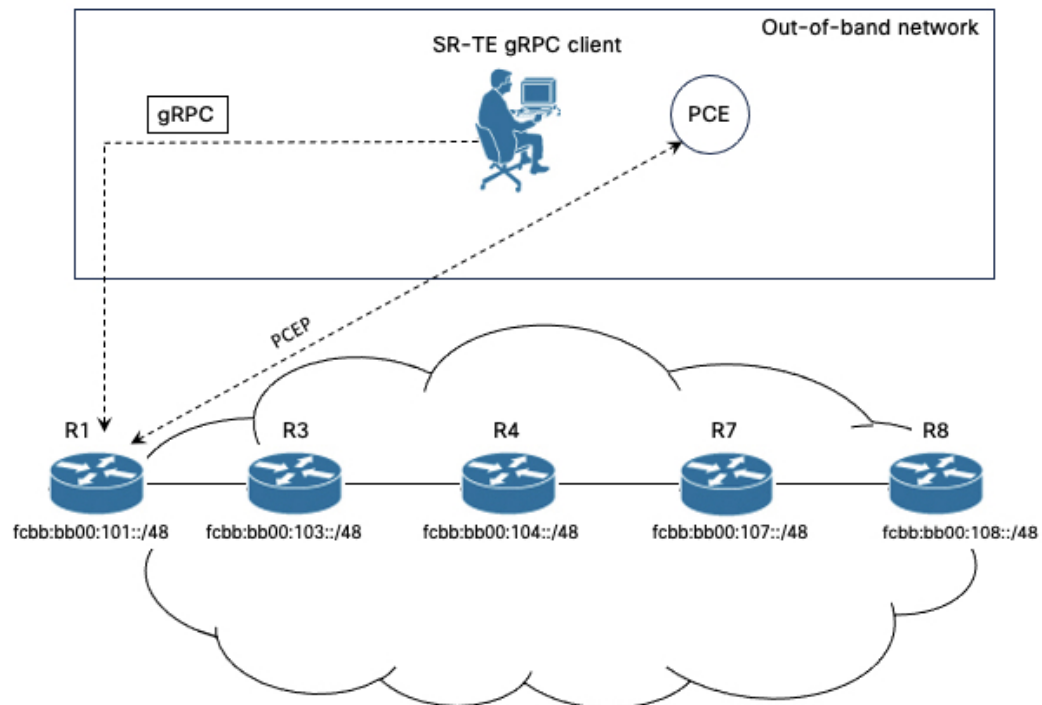 Out-of-band network
SR-TE gRPC client
gRPC
PCE
PCEP
R1
R3
R4
R7
R8
fcbb:bb00:101::/48
fcbb:bb00:103::/48
fcbb:bb00:104::/48
fcbb:bb00:107::/48
fcbb:bb00:108::/48